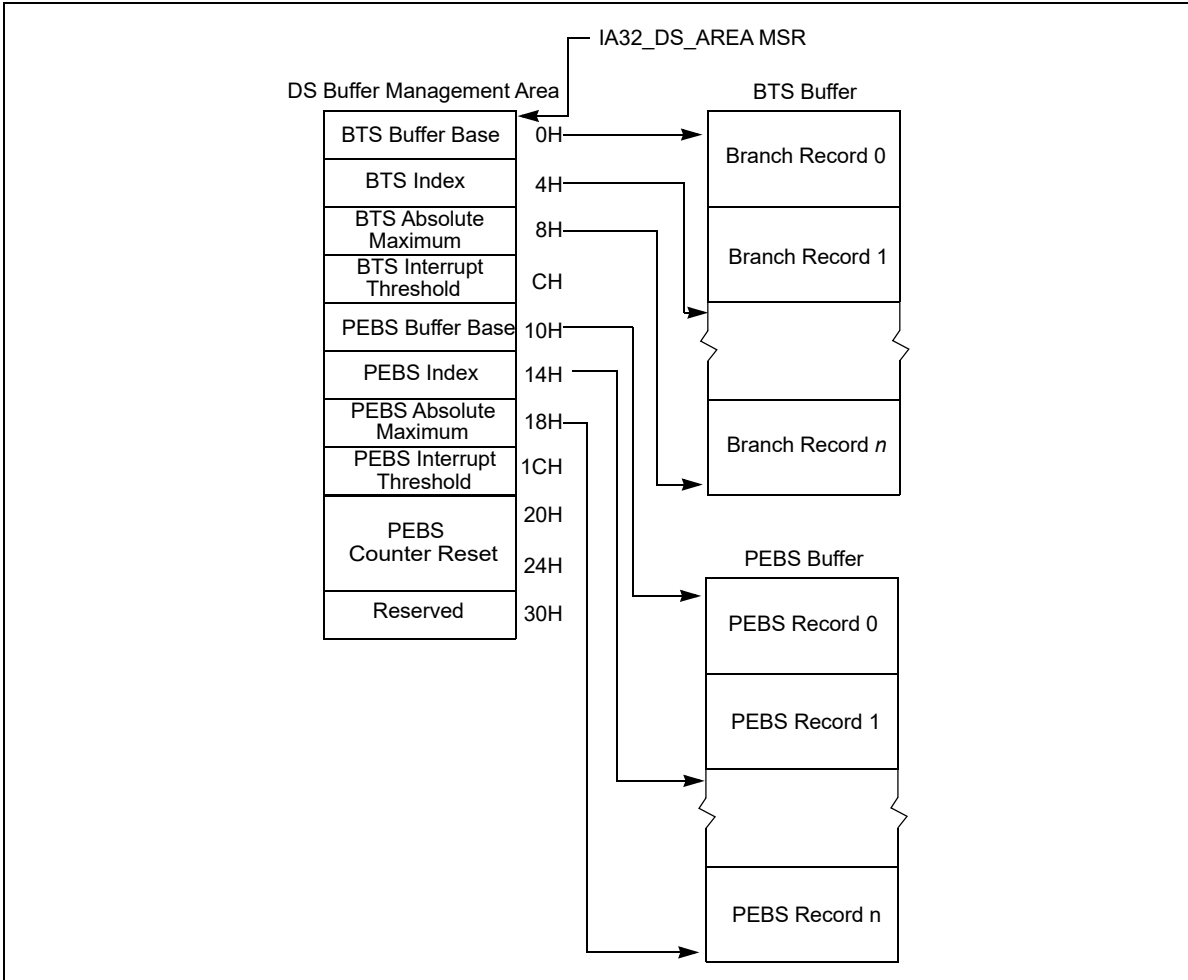 IA32_DS_AREA MSR
DS Buffer Management Area
BTS Buffer Base 0H
BTS Index 4H
BTS Absolute
Maximum 8H
BTS Interrupt
Threshold CH
PEBS Buffer Base 10H
PEBS Index 14H
PEBS Absolute
Maximum 18H
PEBS Interrupt
Threshold 1CH
20H
PEBS
Counter Reset
24H
Reserved 30H
BTS Buffer
Branch Record 0
Branch Record 1
Branch Record n
PEBS Buffer
PEBS Record 0
PEBS Record 1
PEBS Record n